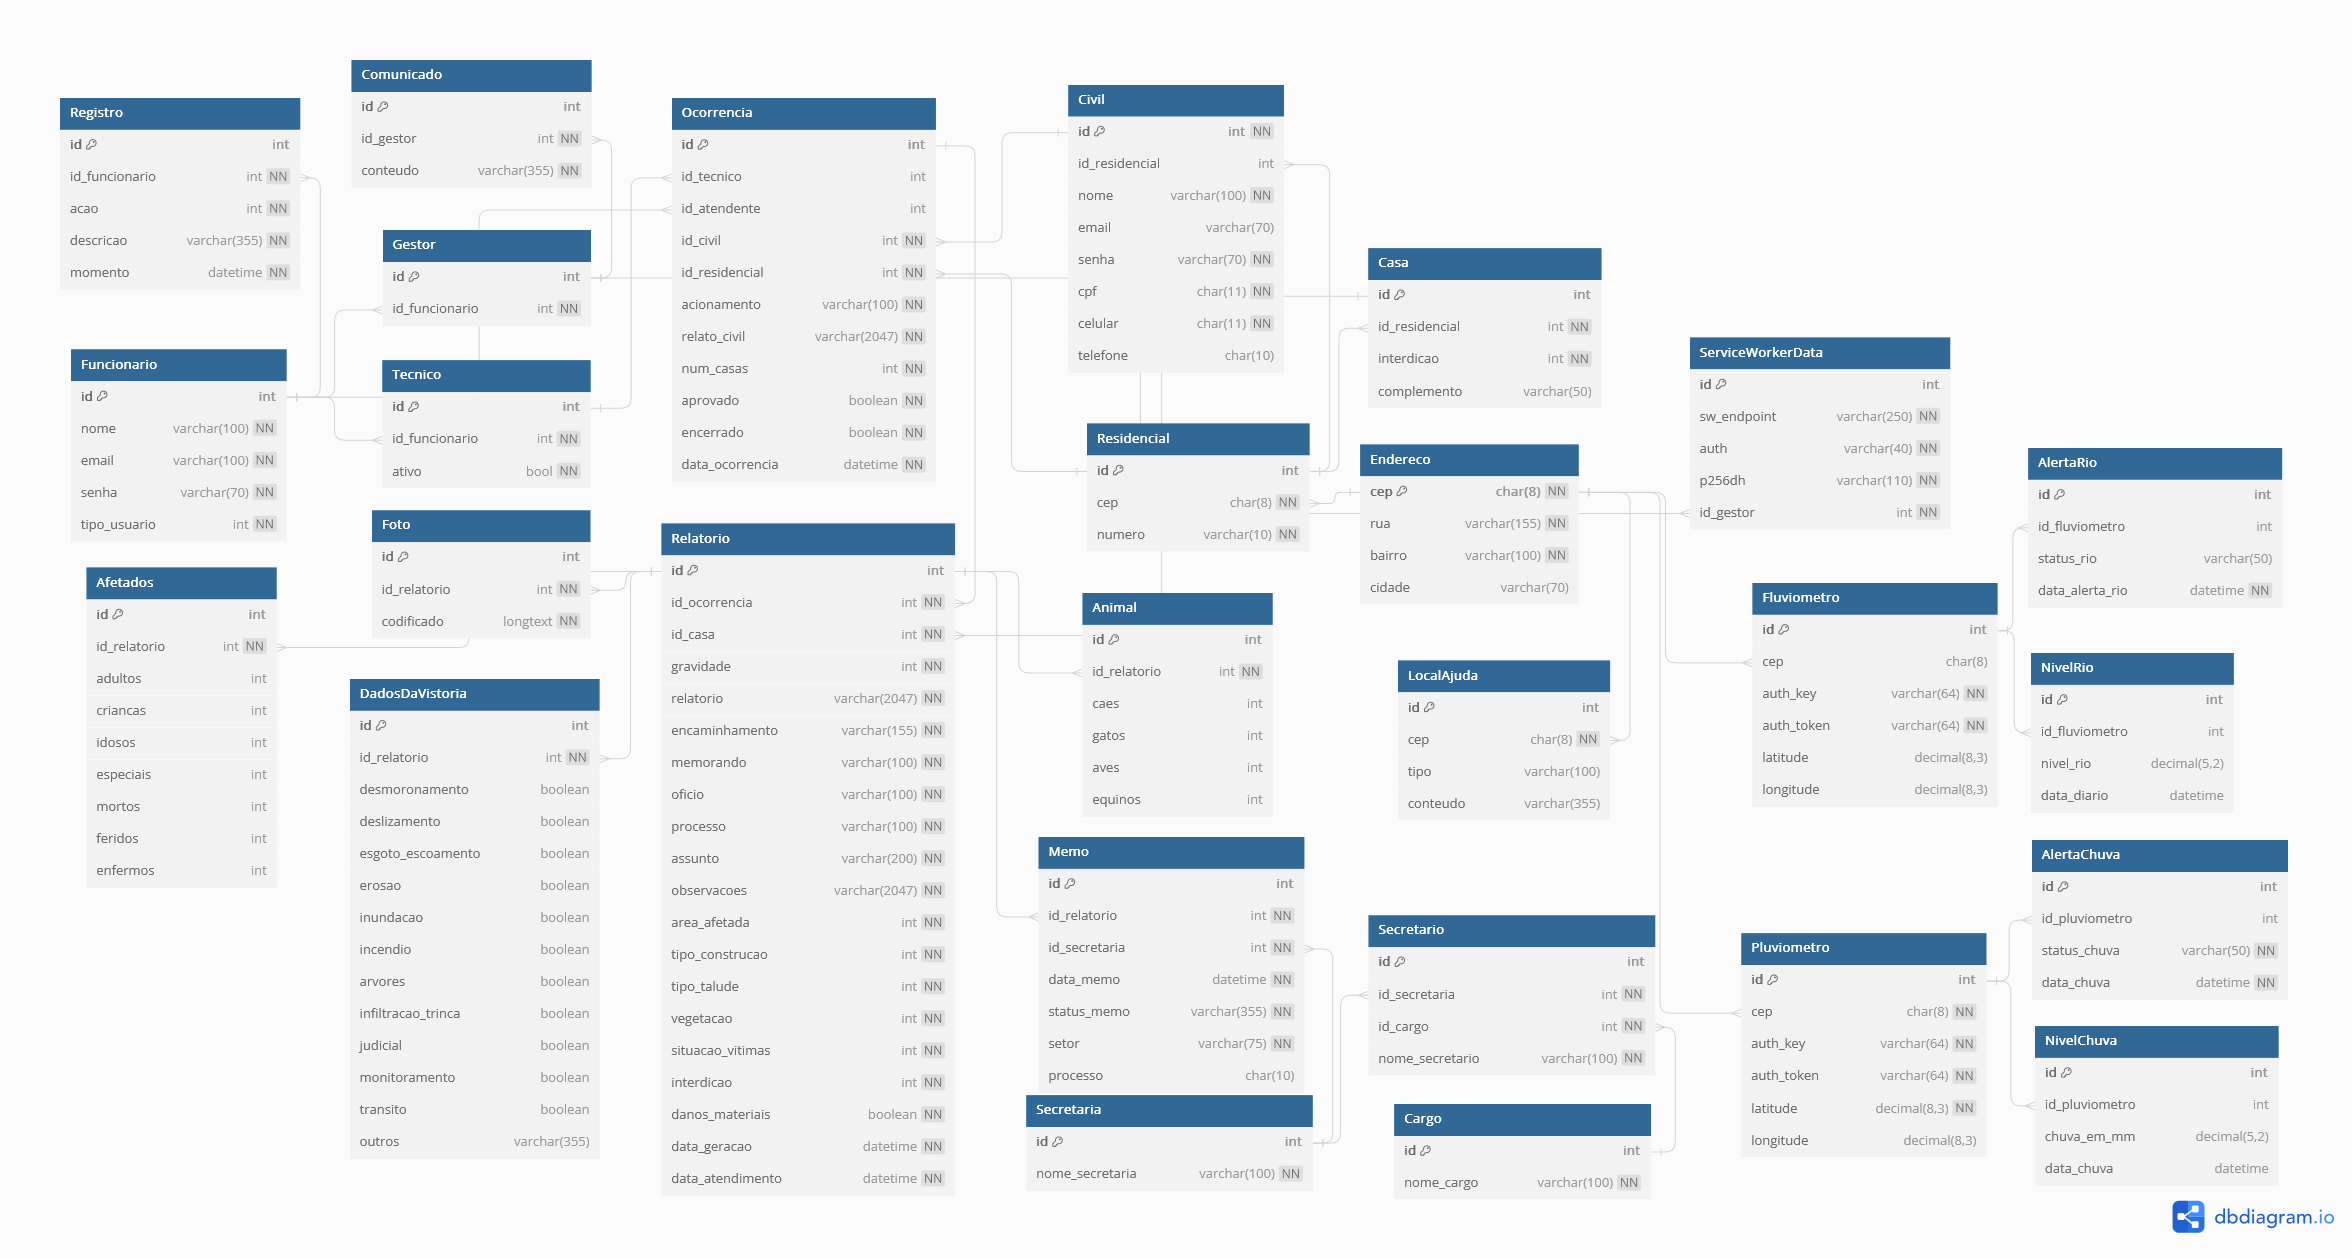 Registro
id int
id_funcionario int NN
acao int NN
descricao varchar(355) NN
momento datetime NN
Comunicado
id int
id_gestor int NN
conteudo varchar(355) NN
Gestor
id int
id_funcionario int NN
Funcionario
id int
nome varchar(100) NN
email varchar(100) NN
senha varchar(70) NN
tipo_usuario int NN
Tecnico
id int
id_funcionario int NN
ativo bool NN
Foto
id int
id_relatorio int NN
codificado longtext NN
Afetados
id int
id_relatorio int NN
adultos int
criancas int
idosos int
especiais int
mortos int
feridos int
enfermos int
DadosDaVistoria
id int
id_relatorio int NN
desmoronamento boolean
deslizamento boolean
esgoto_escoamento boolean
erosao boolean
inundacao boolean
incendio boolean
arvores boolean
infiltracao_trinca boolean
judicial boolean
monitoramento boolean
transito boolean
outros varchar(355)
Ocorrencia
id int
id_tecnico int
id_atendente int
id_civil int NN
id_residencial int NN
acionamento varchar(100) NN
relato_civil varchar(2047) NN
num_casas int NN
aprovado boolean NN
encerrado boolean NN
data_ocorrencia datetime NN
Relatorio
id int
id_ocorrencia int NN
id_casa int NN
gravidade int NN
relatorio varchar(2047) NN
encaminhamento varchar(155) NN
memorando varchar(100) NN
oficio varchar(100) NN
processo varchar(100) NN
assunto varchar(200) NN
observacoes varchar(2047) NN
area_afetada int NN
tipo_construcao int NN
tipo_talude int NN
vegetacao int NN
situacao_vitimas int NN
interdicao int NN
danos_materiais boolean NN
data_geracao datetime NN
data_atendimento datetime NN
Civil
id int NN
id_residencial int
nome varchar(100) NN
email varchar(70)
senha varchar(70) NN
cpf char(11) NN
celular char(11) NN
telefone char(10)
Residencial
id int
cep char(8) NN
numero varchar(10) NN
Animal
id int
id_relatorio int NN
caes int
gatos int
aves int
equinos int
Memo
id int
id_relatorio int NN
id_secretaria int NN
data_memo datetime NN
status_memo varchar(355) NN
setor varchar(75) NN
processo char(10)
Secretaria
id int
nome_secretaria varchar(100) NN
Casa
id int
id_residencial int NN
interdicao int NN
complemento varchar(50)
Endereco
cep char(8) NN
rua varchar(155) NN
bairro varchar(100) NN
cidade varchar(70)
LocalAjuda
id int
cep char(8) NN
tipo varchar(100)
conteudo varchar(355)
Secretario
id int
id_secretaria int NN
id_cargo int NN
nome_secretario varchar(100) NN
Cargo
id int
nome_cargo varchar(100) NN
ServiceWorkerData
id int
sw_endpoint varchar(250) NN
auth varchar(40) NN
p256dh varchar(110) NN
id_gestor int NN
Fluviometro
id int
cep char(8)
auth_key varchar(64) NN
auth_token varchar(64) NN
latitude decimal(8,3)
longitude decimal(8,3)
Pluviometro
id int
cep char(8) NN
auth_key varchar(64) NN
auth_token varchar(64) NN
latitude decimal(8,3) NN
longitude decimal(8,3)
AlertaRio
id int
id_fluviometro int
status_rio varchar(50)
data_alerta_rio datetime NN
NivelRio
id int
id_fluviometro int
nivel_rio decimal(5,2)
data_diario datetime
AlertaChuva
id int
id_pluviometro int
status_chuva varchar(50) NN
data_chuva datetime NN
NivelChuva
id int
id_pluviometro int
chuva_em_mm decimal(5,2)
data_chuva datetime
dbdiagram.io